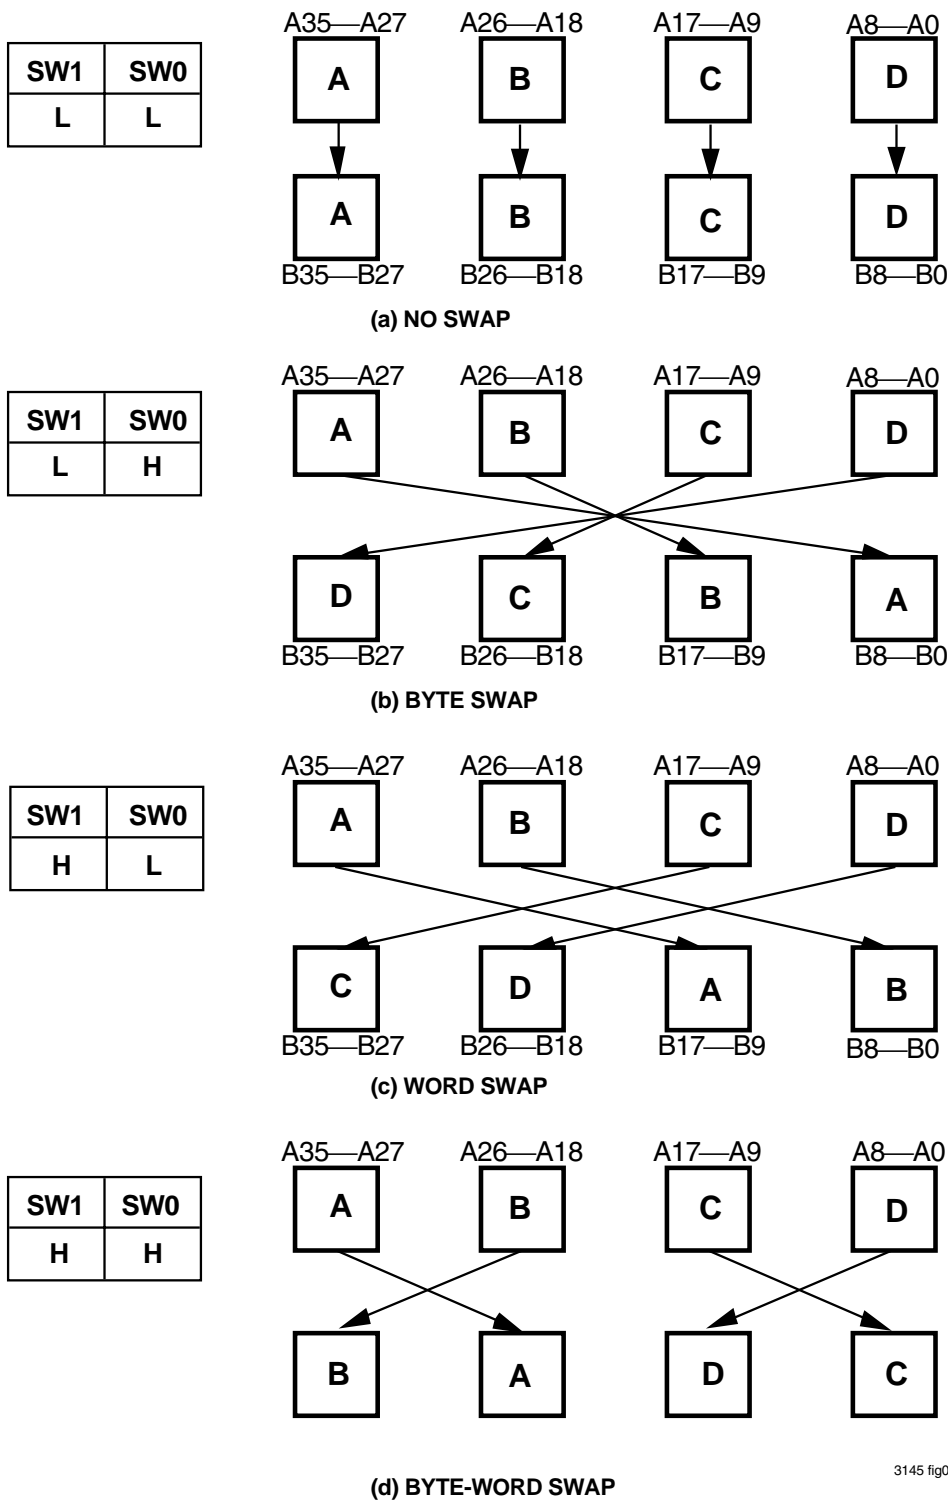 A35—A27 A26—A18 A17—A9 A8—A0
SW1 SW0
L L
A B C D
A B C D
B35—B27 B26—B18 B17—B9 B8—B0
(a) NO SWAP
A35—A27 A26—A18 A17—A9 A8—A0
SW1 SW0
L H
A B C D
D C B A
B35—B27 B26—B18 B17—B9 B8—B0
(b) BYTE SWAP
A35—A27 A26—A18 A17—A9 A8—A0
SW1 SW0
H L
A B C D
C D A B
B35—B27 B26—B18 B17—B9 B8—B0
(c) WORD SWAP
A35—A27 A26—A18 A17—A9 A8—A0
SW1 SW0
H H
A B C D
B A D C
3145 fig0
(d) BYTE-WORD SWAP